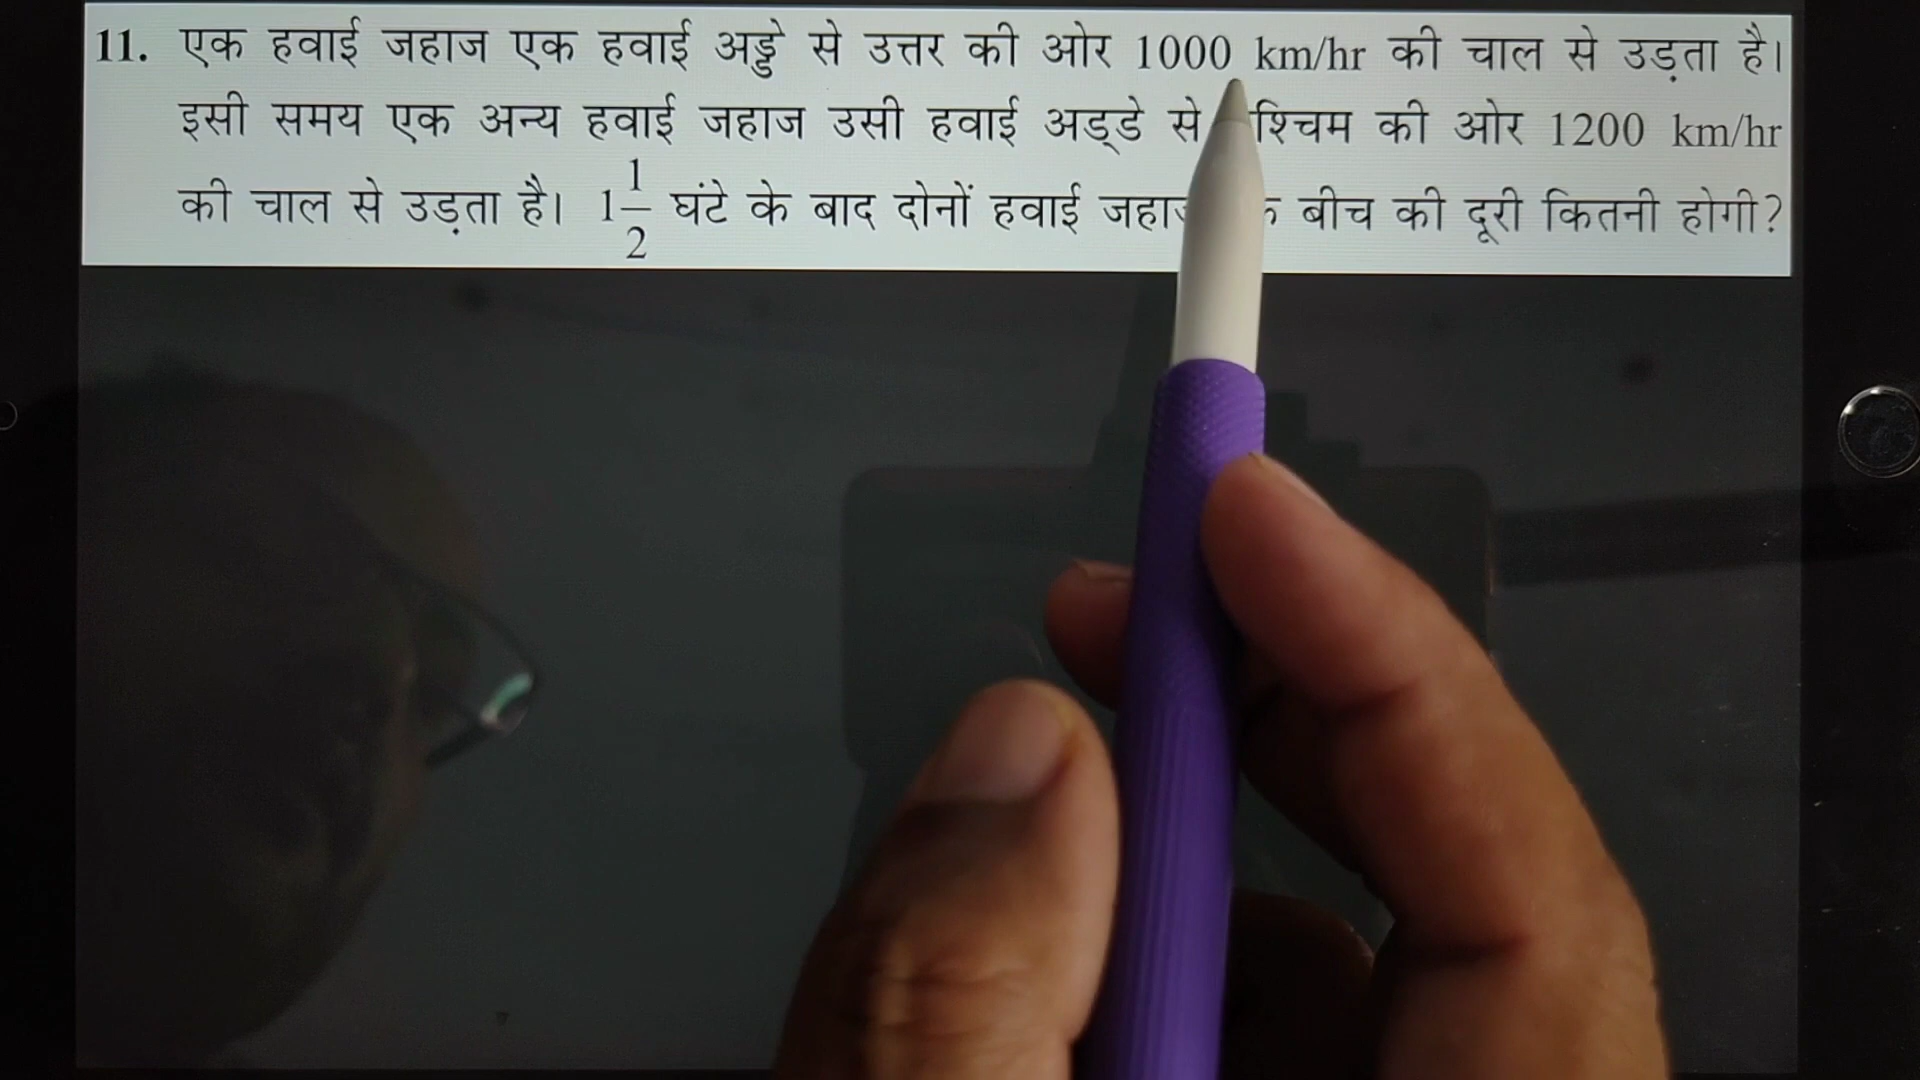 11. एक हवाई जहाज एक हवाई अड्डे से उत्तर की ओर 1000 km/hr की चाल से उड़ता है।
इसी समय एक अन्य हवाई जहाज उसी हवाई अड्डे से श्चिम की ओर 1200 km/hr
की चाल से उड़ता है। 1 1/2 घंटे के बाद दोनों हवाई बीच की दूरी कितनी होगी?